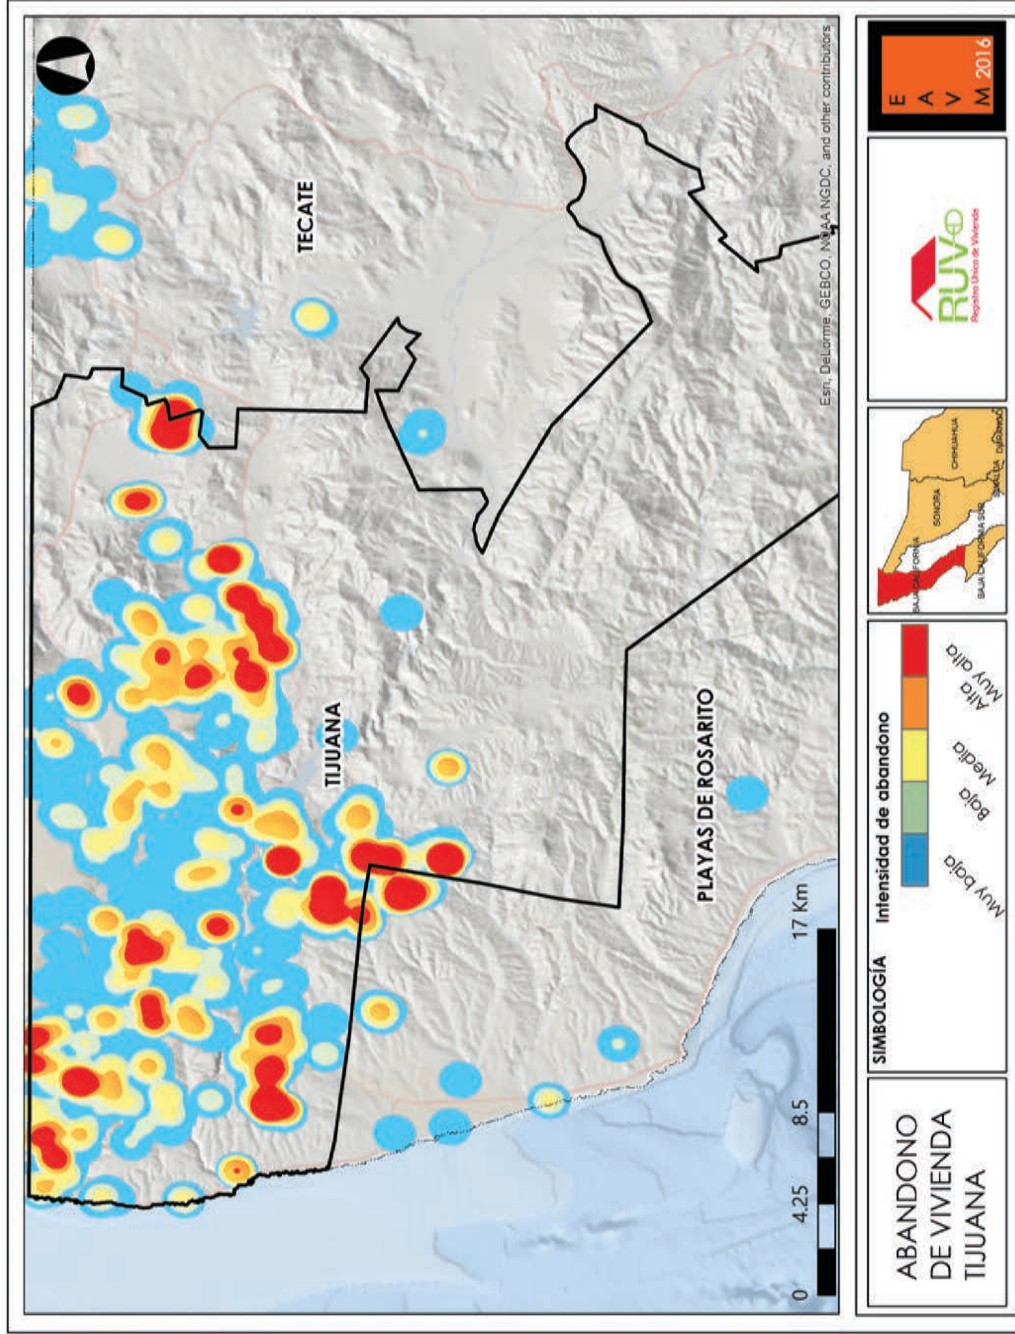 TECATE
TIJUANA
PLAYAS DE ROSARITO
Esri, DeLorme, GEBCO, NOAA NGDC, and other contributors
0 4.25 8.5 17 Km
ABANDONO
DE VIVIENDA
TIJUANA
SIMBOLOGÍA
Intensidad de abandono
Muy baja
Baja
Media
Alta
Muy alta
BAJA CALIFORNIA
SONORA
CHIHUAHUA
BAJA CALIFORNIA SUR
SINALOA
DURANGO
RUV
Registro Único de Vivienda
E
A
V
M 2016